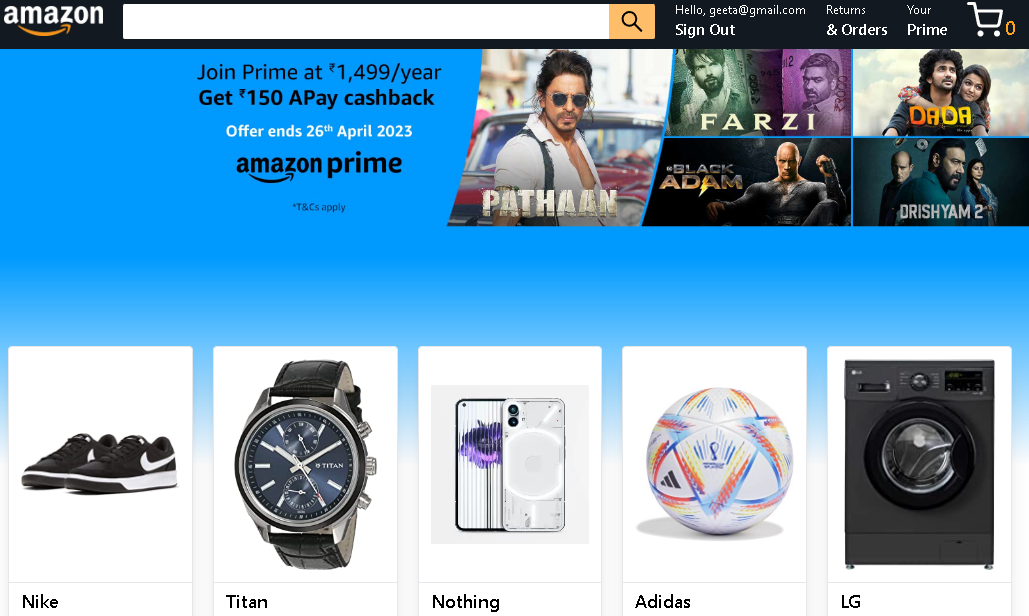 amazon
Hello, geeta@gmail.com
Sign Out
Returns
& Orders
Your
Prime
0
Join Prime at ₹1,499/year
Get ₹150 APay cashback
Offer ends 26th April 2023
amazon prime
*T&Cs apply
PATHAAN
FARZI
DADA
BLACK
ADAM
DRISHYAM 2
TITAN
LG
Nike
Titan
Nothing
Adidas
LG